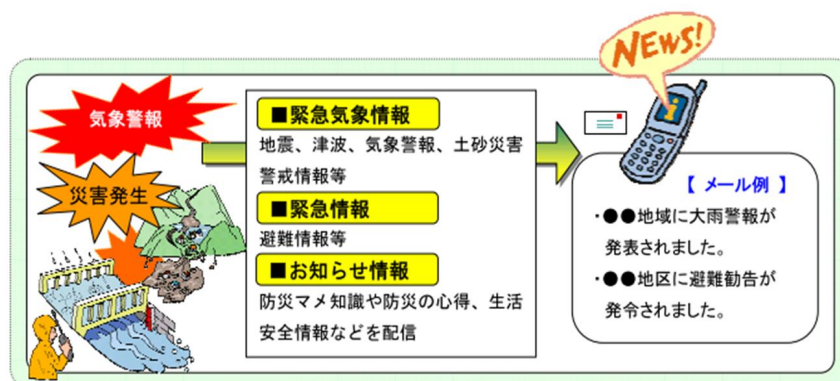 NEWS!
気象警報
災害発生
■緊急気象情報
地震、津波、気象警報、土砂災害
警戒情報等
■緊急情報
避難情報等
■お知らせ情報
防災マメ知識や防災の心得、生活
安全情報などを配信
【 メール例 】
・●●地域に大雨警報が
発表されました。
・●●地区に避難勧告が
発令されました。